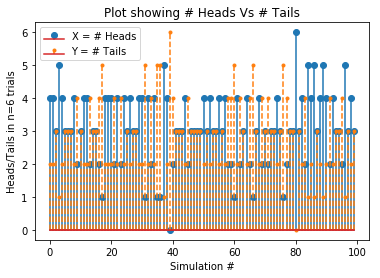 Plot showing # Heads Vs # Tails
X = # Heads
Y = # Tails
Heads/Tails in n=6 trials
6
5
4
3
2
1
0
0 20 40 60 80 100
Simulation #